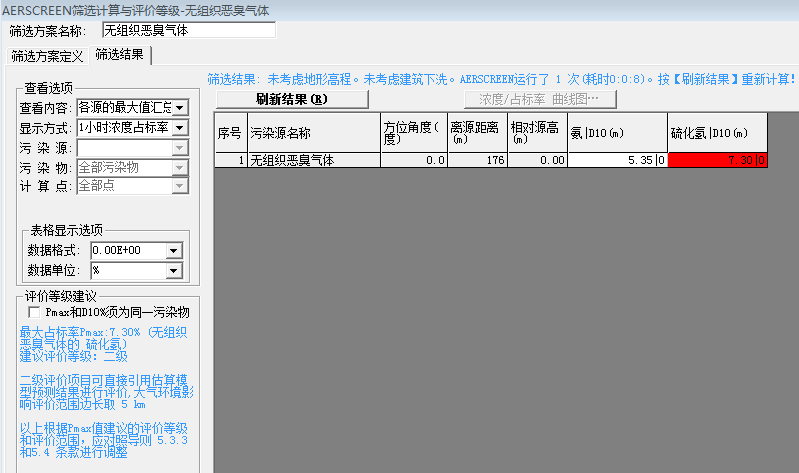 AERSCREEN筛选计算与评价等级-无组织恶臭气体
筛选方案名称: 无组织恶臭气体
筛选方案定义 筛选结果
筛选结果: 未考虑地形高程。未考虑建筑下洗。AERSCREEN运行了 1 次(耗时0:0:8)。按【刷新结果】重新计算!
查看选项
查看内容: 各源的最大值汇总
显示方式: 1小时浓度占标率
污 染 源:
污 染 物: 全部污染物
计 算 点: 全部点
表格显示选项
数据格式: 0.00E+00
数据单位: %
评价等级建议
Pmax和D10%须为同一污染物
最大占标率Pmax:7.30% (无组织
恶臭气体的 硫化氢)
建议评价等级: 二级
二级评价项目可直接引用估算模
型预测结果进行评价,大气环境影
响评价范围边长取 5 km
以上根据Pmax值建议的评价等级
和评价范围，应对照导则 5.3.3
和5.4 条款进行调整
刷新结果(R) 浓度/占标率 曲线图…
序号 污染源名称 方位角度(度) 离源距离(m) 相对源高(m) 氨|D10(m) 硫化氢|D10(m)
1 无组织恶臭气体 0.0 176 0.00 5.35|0 7.30|0